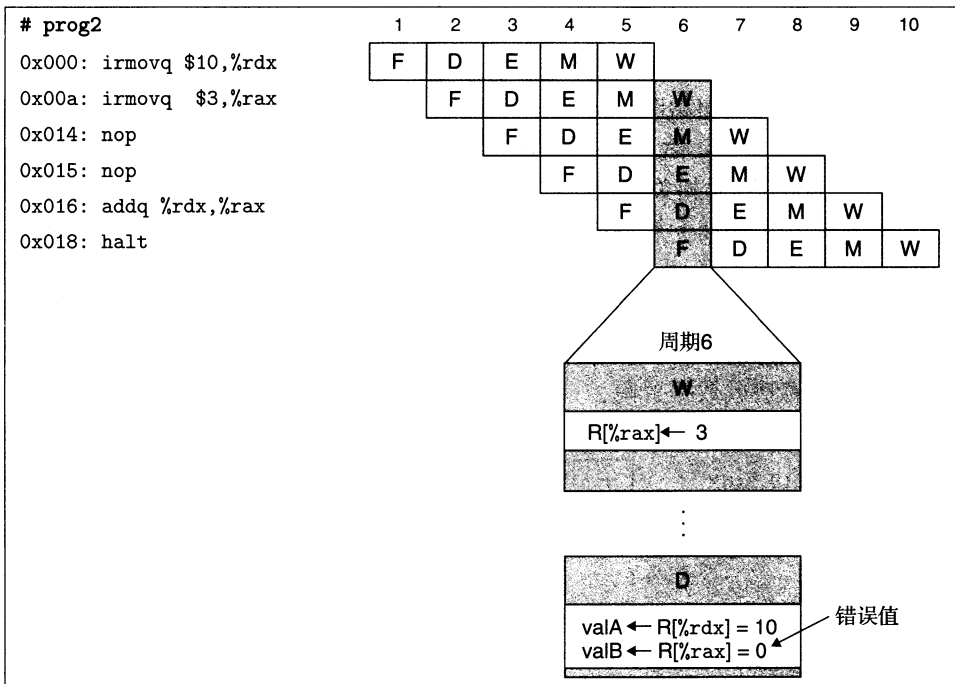 # prog2 1 2 3 4 5 6 7 8 9 10
0x000: irmovq $10,%rdx F D E M W
0x00a: irmovq $3,%rax F D E M W
0x014: nop F D E M W
0x015: nop F D E M W
0x016: addq %rdx,%rax F D E M W
0x018: halt F D E M W
周期6
W
R[%rax]← 3
D
错误值
valA ← R[%rdx] = 10
valB ← R[%rax] = 0